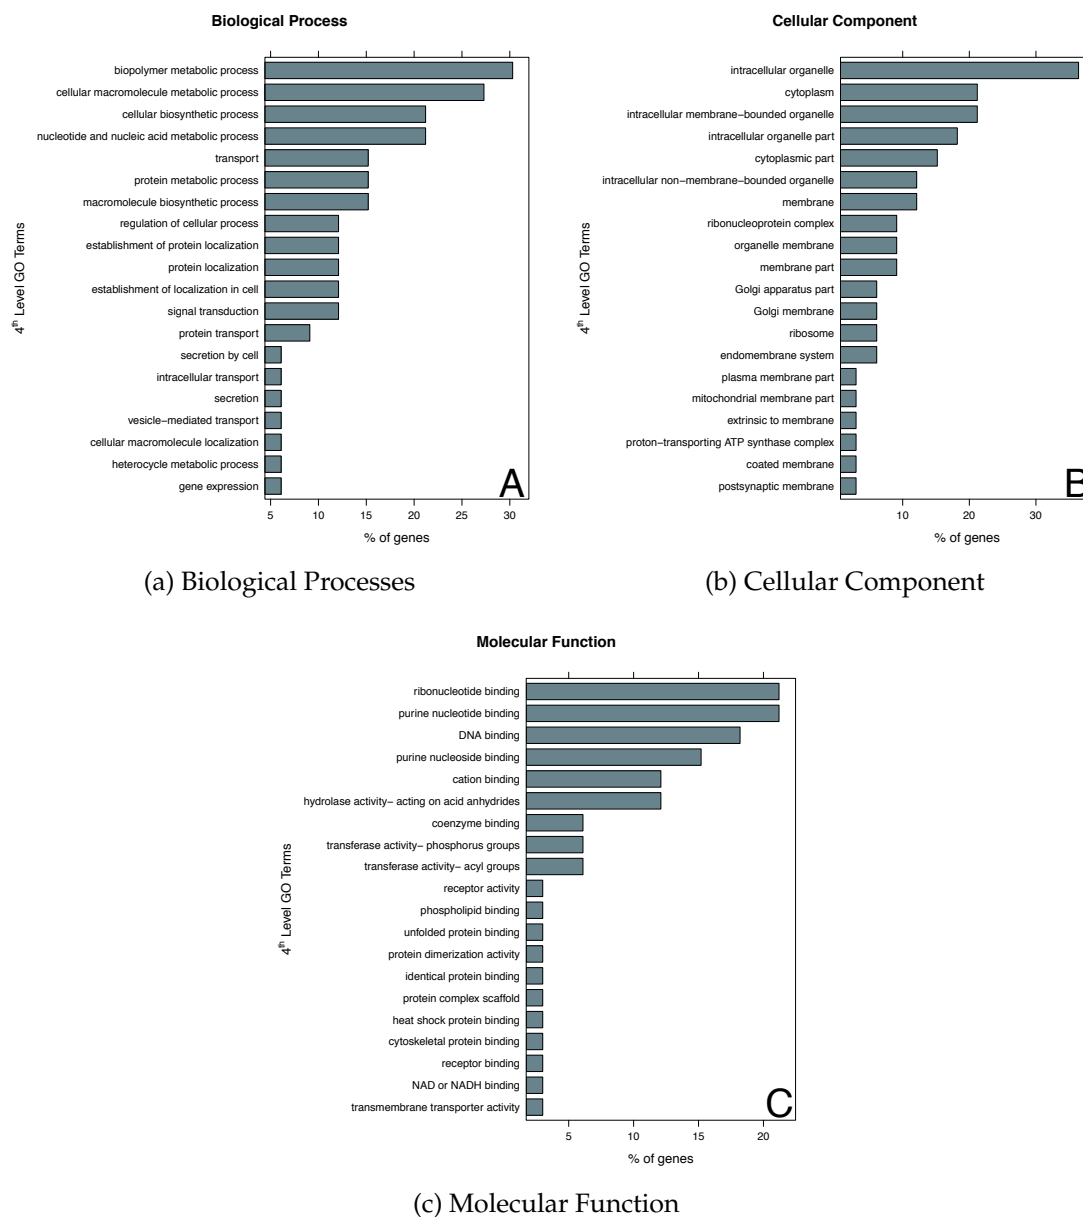 Biological Process
4th Level GO Terms
biopolymer metabolic process
cellular macromolecule metabolic process
cellular biosynthetic process
nucleotide and nucleic acid metabolic process
transport
protein metabolic process
macromolecule biosynthetic process
regulation of cellular process
establishment of protein localization
protein localization
establishment of localization in cell
signal transduction
protein transport
secretion by cell
intracellular transport
secretion
vesicle−mediated transport
cellular macromolecule localization
heterocycle metabolic process
gene expression
A
5 10 15 20 25 30
% of genes
(a) Biological Processes
Cellular Component
4th Level GO Terms
intracellular organelle
cytoplasm
intracellular membrane−bounded organelle
intracellular organelle part
cytoplasmic part
intracellular non−membrane−bounded organelle
membrane
ribonucleoprotein complex
organelle membrane
membrane part
Golgi apparatus part
Golgi membrane
ribosome
endomembrane system
plasma membrane part
mitochondrial membrane part
extrinsic to membrane
proton−transporting ATP synthase complex
coated membrane
postsynaptic membrane
B
10 20 30
% of genes
(b) Cellular Component
Molecular Function
4th Level GO Terms
ribonucleotide binding
purine nucleotide binding
DNA binding
purine nucleoside binding
cation binding
hydrolase activity− acting on acid anhydrides
coenzyme binding
transferase activity− phosphorus groups
transferase activity− acyl groups
receptor activity
phospholipid binding
unfolded protein binding
protein dimerization activity
identical protein binding
protein complex scaffold
heat shock protein binding
cytoskeletal protein binding
receptor binding
NAD or NADH binding
transmembrane transporter activity
C
5 10 15 20
% of genes
(c) Molecular Function